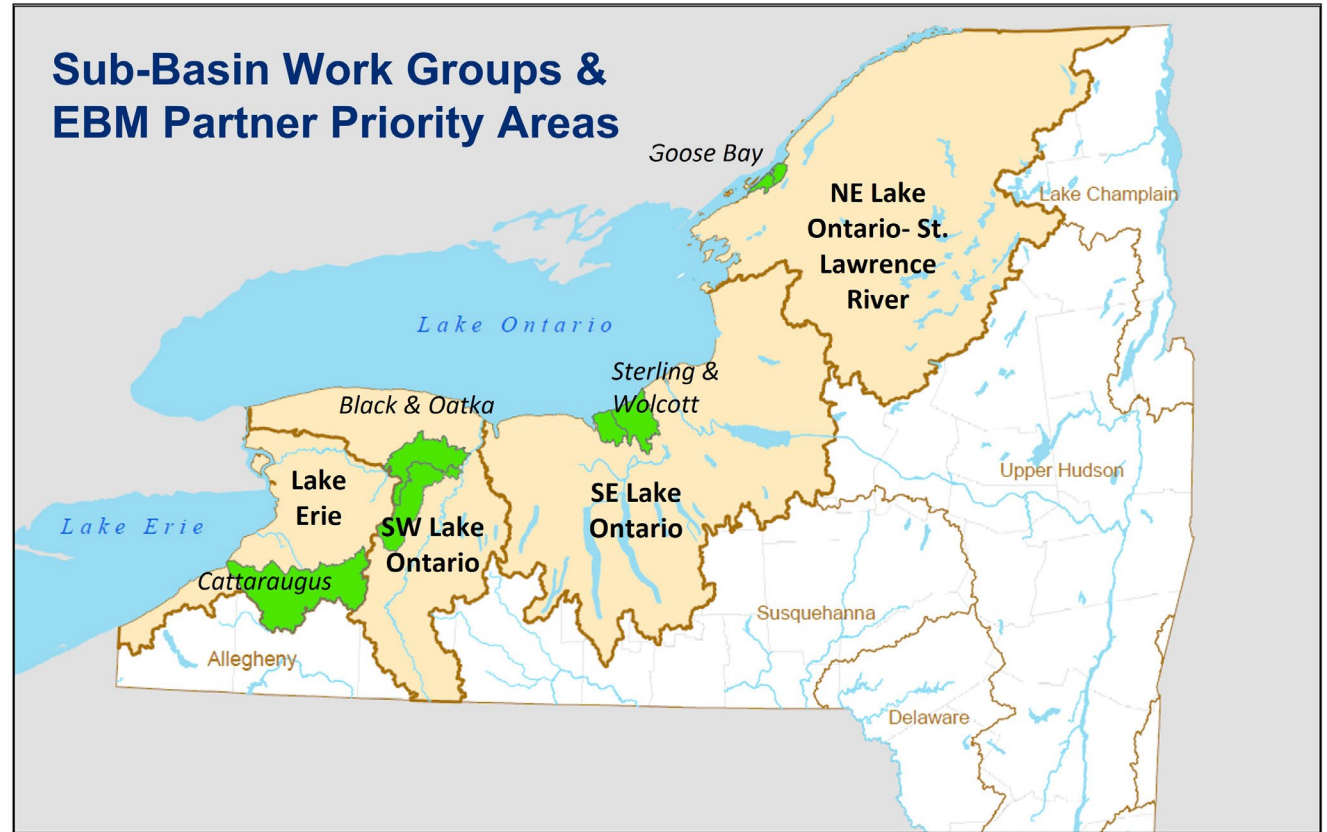 Sub-Basin Work Groups &
EBM Partner Priority Areas
Goose Bay
NE Lake
Ontario- St.
Lawrence
River
Lake Champlain
Lake Ontario
Sterling &
Wolcott
Black & Oatka
Lake
Erie
SE Lake
Ontario
Upper Hudson
Lake Erie
SW Lake
Ontario
Cattaraugus
Susquehanna
Allegheny
Delaware